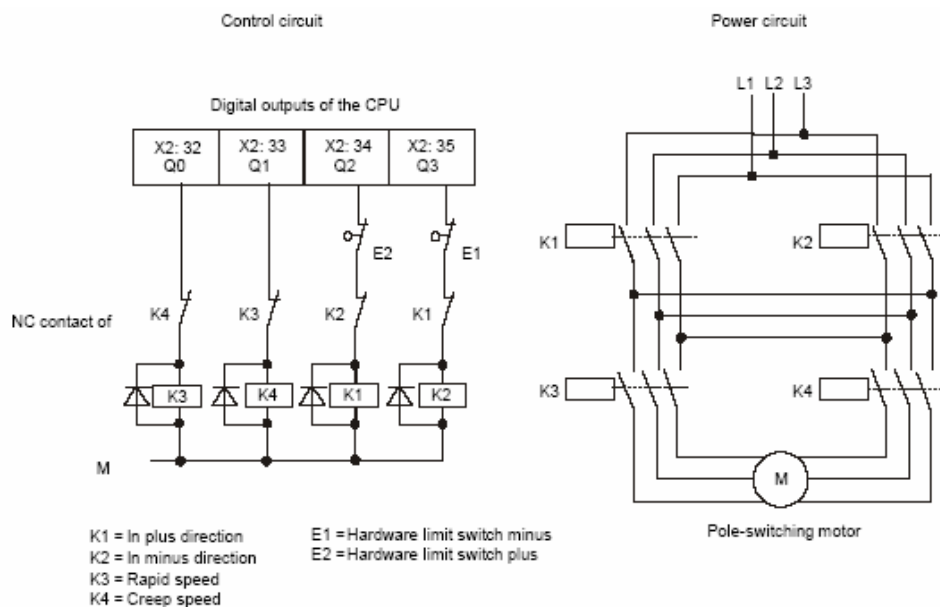 Control circuit
Power circuit
L1 L2 L3
Digital outputs of the CPU
X2: 32 X2: 33 X2: 34 X2: 35
Q0 Q1 Q2 Q3
K1 K2
E2 E1
NC contact of K4 K3 K2 K1
K3 K4
K3 K4 K1 K2
M
M
Pole-switching motor
K1 = In plus direction
K2 = In minus direction
K3 = Rapid speed
K4 = Creep speed
E1 = Hardware limit switch minus
E2 = Hardware limit switch plus